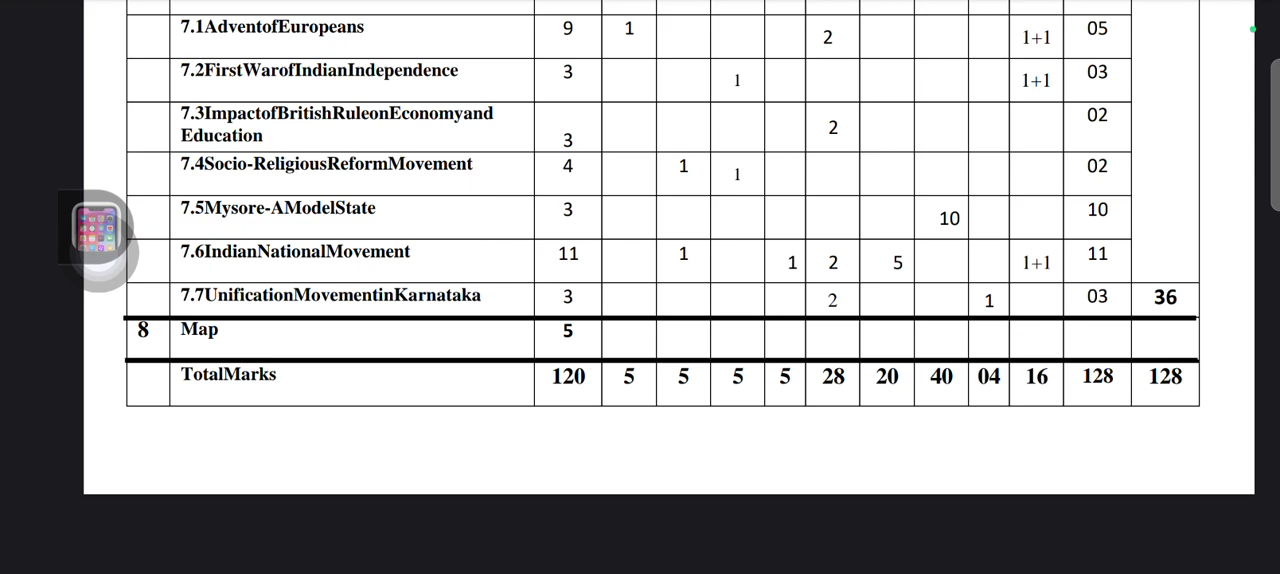 7.1AdventofEuropeans 9 1 2 1+1 05
7.2FirstWarofIndianIndependence 3 1 1+1 03
7.3ImpactofBritishRuleonEconomyand
Education 3 2 02
7.4Socio-ReligiousReformMovement 4 1 1 02
7.5Mysore-AModelState 3 10 10
7.6IndianNationalMovement 11 1 1 2 5 1+1 11
7.7UnificationMovementinKarnataka 3 2 1 03 36
8 Map 5
TotalMarks 120 5 5 5 5 28 20 40 04 16 128 128